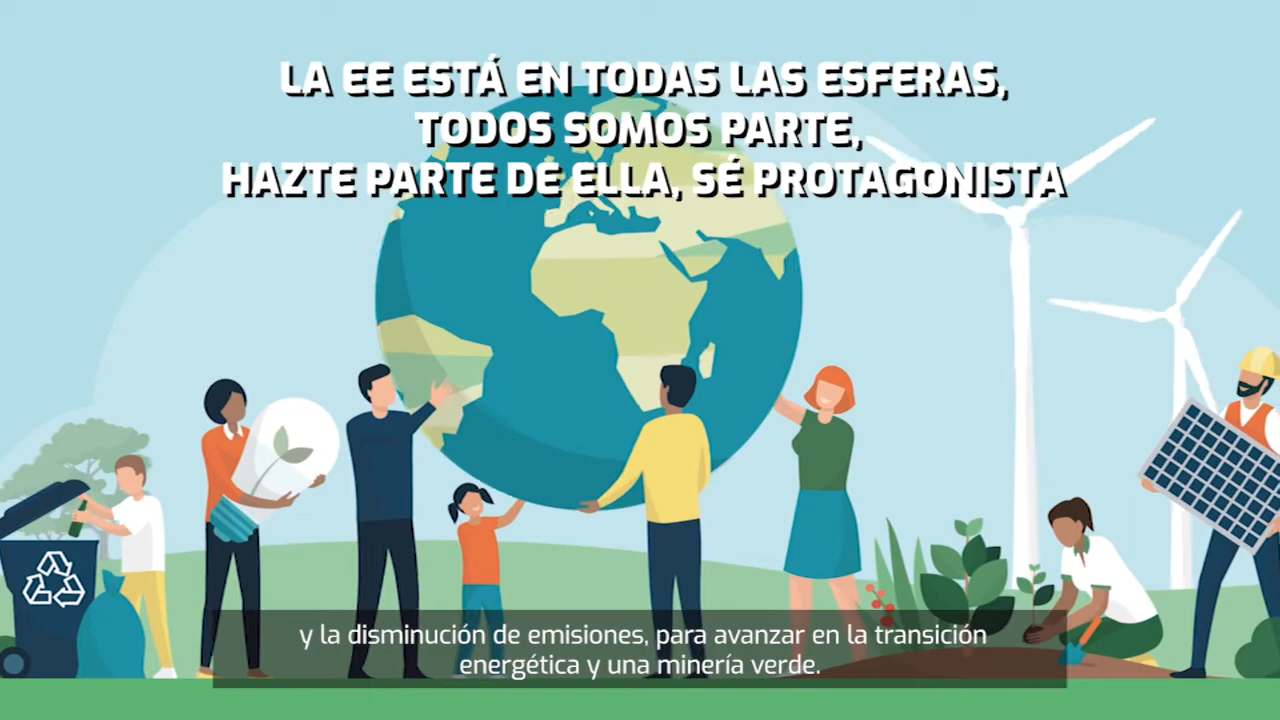 LA EE ESTÁ EN TODAS LAS ESFERAS,
TODOS SOMOS PARTE,
HAZTE PARTE DE ELLA, SÉ PROTAGONISTA
y la disminución de emisiones, para avanzar en la transición
energética y una minería verde.